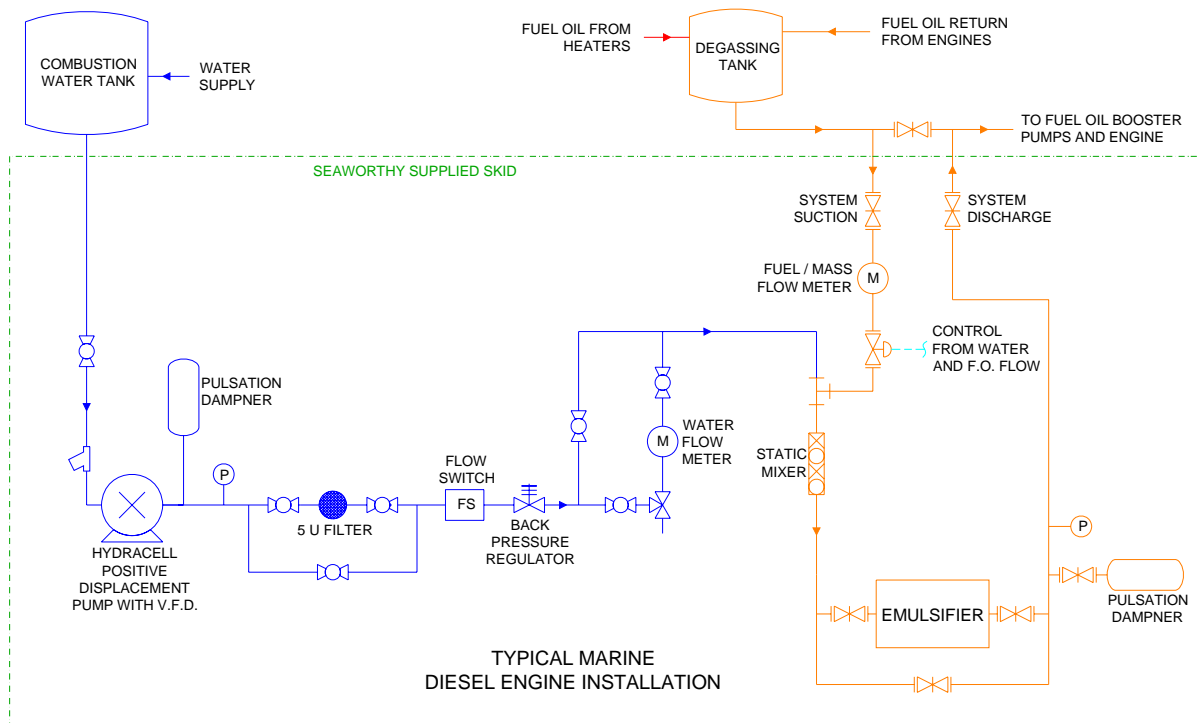 COMBUSTION
WATER TANK
WATER
SUPPLY
FUEL OIL FROM
HEATERS
DEGASSING
TANK
FUEL OIL RETURN
FROM ENGINES
TO FUEL OIL BOOSTER
PUMPS AND ENGINE
SEAWORTHY SUPPLIED SKID
SYSTEM
SUCTION
SYSTEM
DISCHARGE
FUEL / MASS
FLOW METER
M
CONTROL
FROM WATER
AND F.O. FLOW
PULSATION
DAMPNER
P
FLOW
SWITCH
FS
M
WATER
FLOW
METER
STATIC
MIXER
5 U FILTER
BACK
PRESSURE
REGULATOR
HYDRACELL
POSITIVE
DISPLACEMENT
PUMP WITH V.F.D.
P
EMULSIFIER
PULSATION
DAMPNER
TYPICAL MARINE
DIESEL ENGINE INSTALLATION